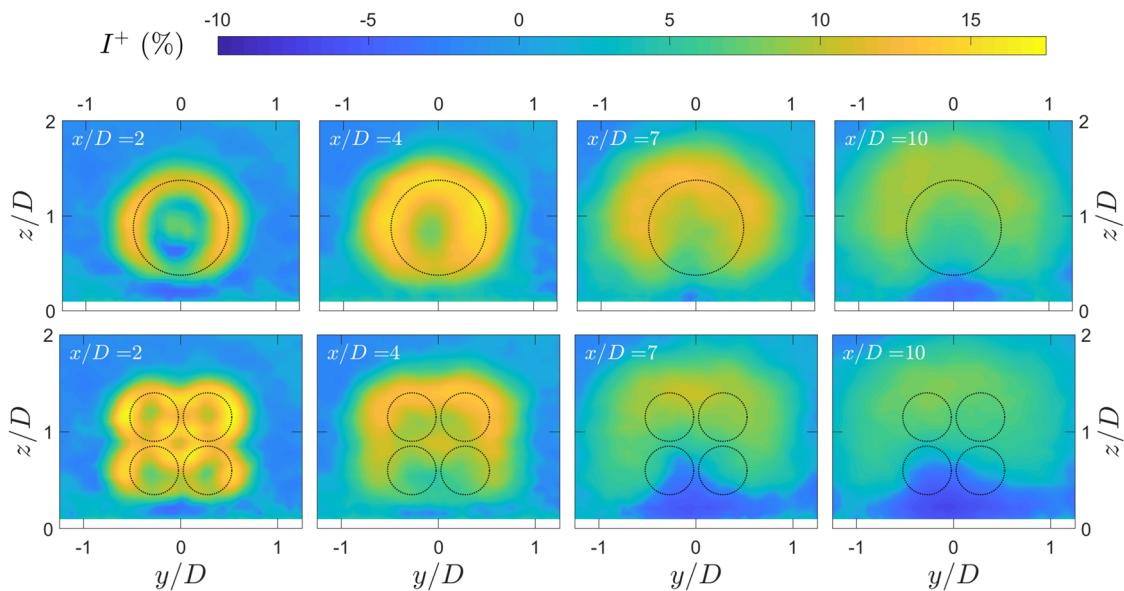 -10 -5 0 5 10 15
I⁺ (%)
-1 0 1 -1 0 1 -1 0 1 -1 0 1
2 x/D =2 x/D =4 x/D =7 x/D =10 2
z/D 1 1 z/D
0 0
2 x/D =2 x/D =4 x/D =7 x/D =10 2
z/D 1 1 z/D
0 0
-1 0 1 -1 0 1 -1 0 1 -1 0 1
y/D y/D y/D y/D